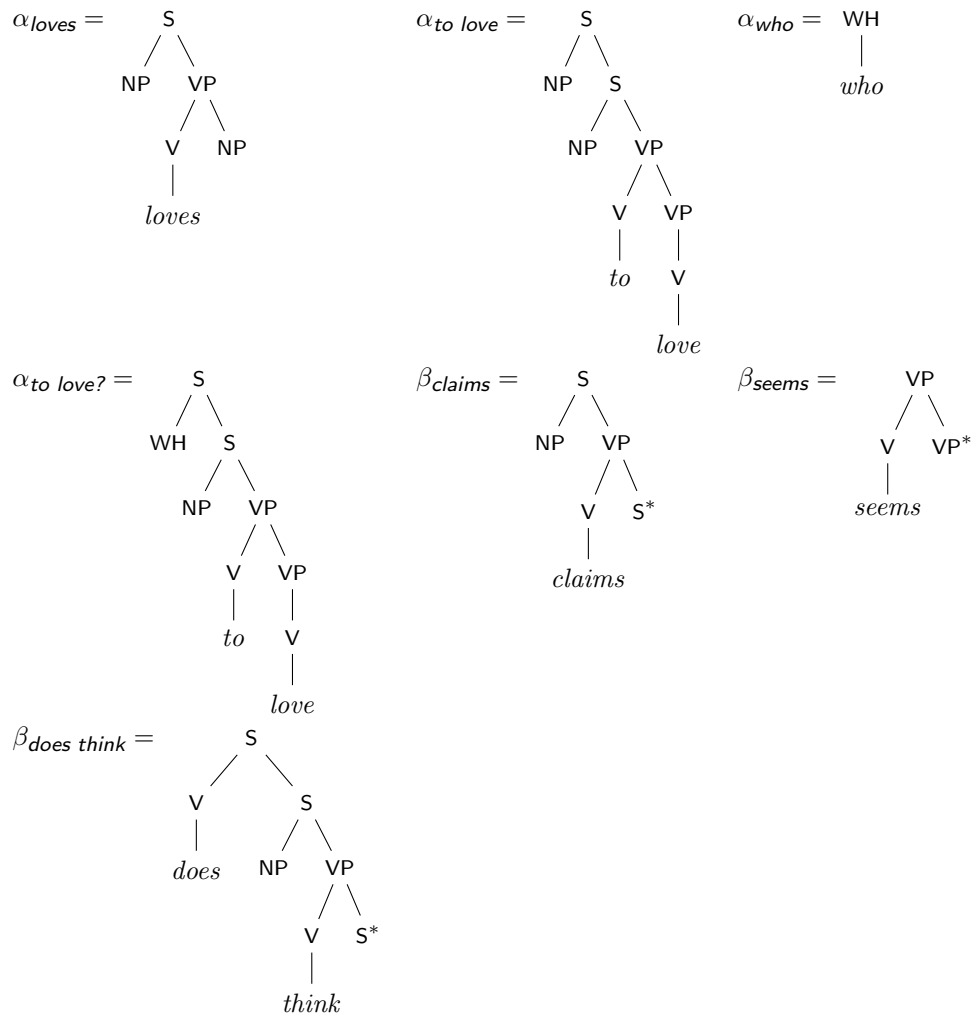 α_loves = S α_to love = S α_who = WH
NP VP NP S who
V NP NP VP
loves V VP
to V
love
α_to love? = S β_claims = S β_seems = VP
WH S NP VP V VP*
NP VP V S* seems
V VP claims
to V
love
β_does think = S
V S
does NP VP
V S*
think